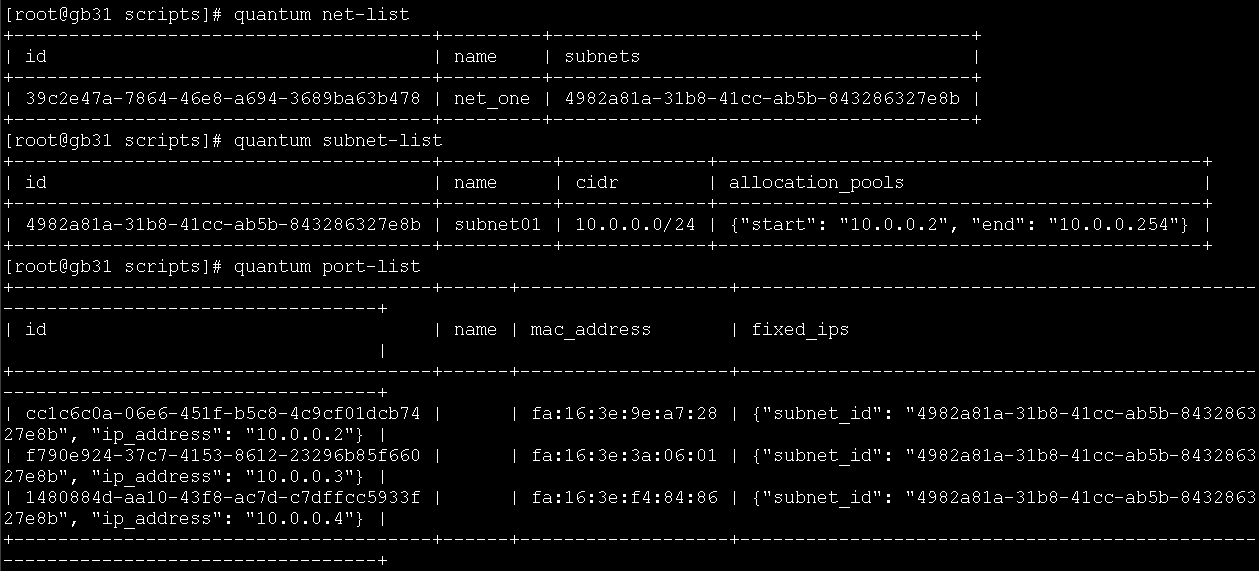 [root@gb31 scripts]# quantum net-list
+--------------------------------------+---------+--------------------------------------+
| id                                   | name    | subnets                              |
+--------------------------------------+---------+--------------------------------------+
| 39c2e47a-7864-46e8-a694-3689ba63b478 | net_one | 4982a81a-31b8-41cc-ab5b-843286327e8b |
+--------------------------------------+---------+--------------------------------------+
[root@gb31 scripts]# quantum subnet-list
+--------------------------------------+----------+-------------+--------------------------------------------+
| id                                   | name     | cidr        | allocation_pools                           |
+--------------------------------------+----------+-------------+--------------------------------------------+
| 4982a81a-31b8-41cc-ab5b-843286327e8b | subnet01 | 10.0.0.0/24 | {"start": "10.0.0.2", "end": "10.0.0.254"} |
+--------------------------------------+----------+-------------+--------------------------------------------+
[root@gb31 scripts]# quantum port-list
+--------------------------------------+------+-------------------+-----------------------------------------------
----------------------------------+
| id                                   | name | mac_address       | fixed_ips
                                  |
+--------------------------------------+------+-------------------+-----------------------------------------------
----------------------------------+
| cc1c6c0a-06e6-451f-b5c8-4c9cf01dcb74 |      | fa:16:3e:9e:a7:28 | {"subnet_id": "4982a81a-31b8-41cc-ab5b-8432863
27e8b", "ip_address": "10.0.0.2"} |
| f790e924-37c7-4153-8612-23296b85f660 |      | fa:16:3e:3a:06:01 | {"subnet_id": "4982a81a-31b8-41cc-ab5b-8432863
27e8b", "ip_address": "10.0.0.3"} |
| 1480884d-aa10-43f8-ac7d-c7dffcc5933f |      | fa:16:3e:f4:84:86 | {"subnet_id": "4982a81a-31b8-41cc-ab5b-8432863
27e8b", "ip_address": "10.0.0.4"} |
+--------------------------------------+------+-------------------+-----------------------------------------------
----------------------------------+